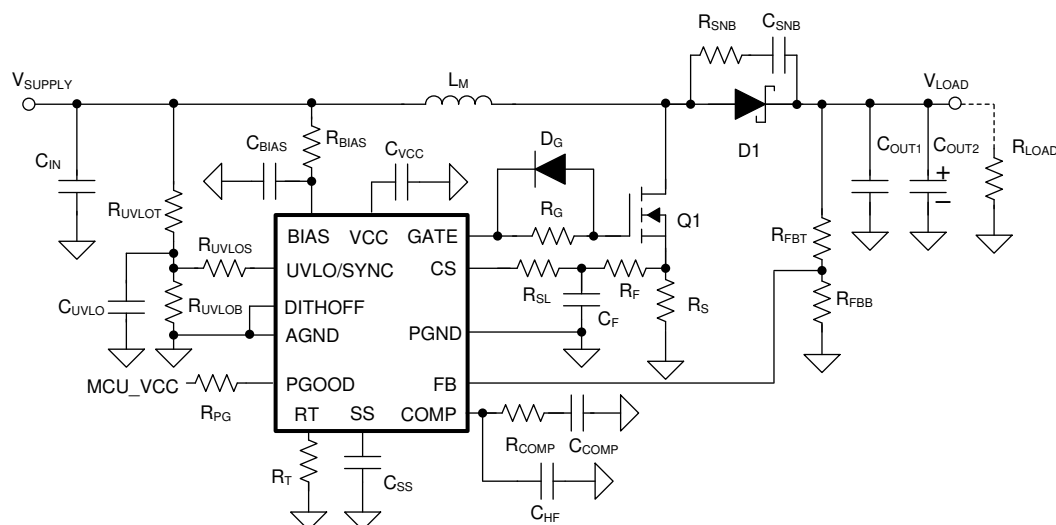 RSNB
CSNB
VSUPPLY
LM
VLOAD
D1
CIN
CBIAS
RBIAS
CVCC
DG
COUT1
COUT2
RLOAD
+
–
RUVLOT
RG
Q1
BIAS
VCC
GATE
RFBT
RUVLOS
UVLO/SYNC
CS
RSL
RF
CUVLO
RUVLOB
DITHOFF
CF
RS
RFBB
AGND
PGND
MCU_VCC
PGOOD
FB
RPG
RT
SS
COMP
RCOMP
CCOMP
RT
CSS
CHF